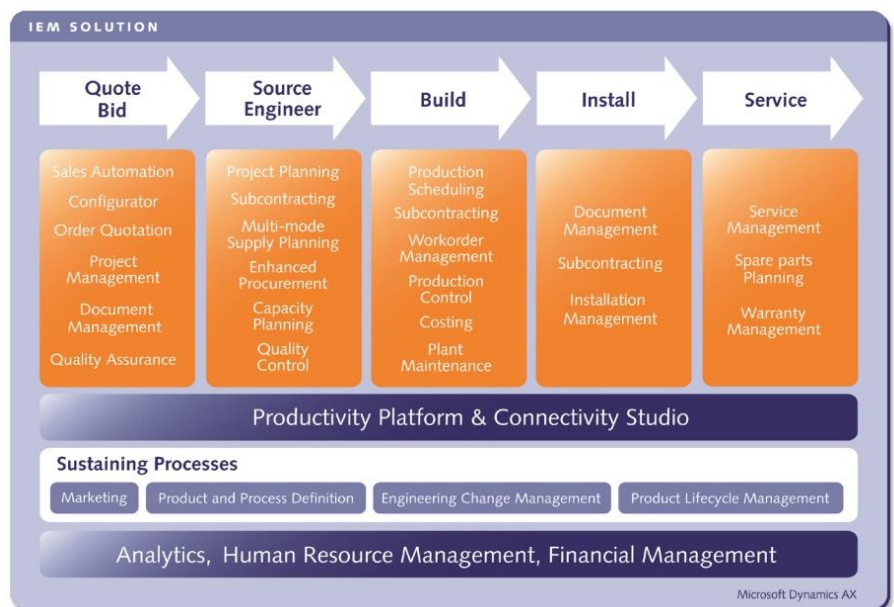 IEM SOLUTION
Quote
Bid
Source
Engineer
Build
Install
Service
Sales Automation
Configurator
Order Quotation
Project
Management
Document
Management
Quality Assurance
Project Planning
Subcontracting
Multi-mode
Supply Planning
Enhanced
Procurement
Capacity
Planning
Quality
Control
Production
Scheduling
Subcontracting
Workorder
Management
Production
Control
Costing
Plant
Maintenance
Document
Management
Subcontracting
Installation
Management
Service
Management
Spare parts
Planning
Warranty
Management
Productivity Platform & Connectivity Studio
Sustaining Processes
Marketing
Product and Process Definition
Engineering Change Management
Product Lifecycle Management
Analytics, Human Resource Management, Financial Management
Microsoft Dynamics AX